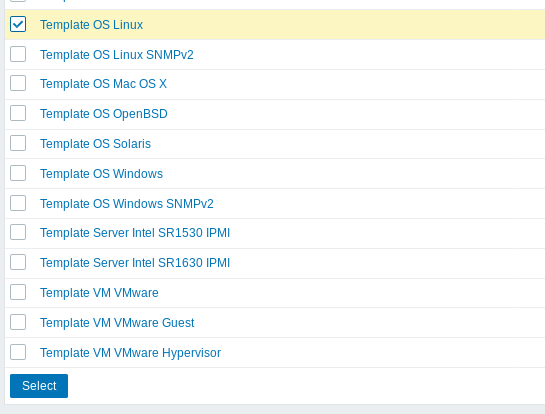 Template OS Linux
Template OS Linux SNMPv2
Template OS Mac OS X
Template OS OpenBSD
Template OS Solaris
Template OS Windows
Template OS Windows SNMPv2
Template Server Intel SR1530 IPMI
Template Server Intel SR1630 IPMI
Template VM VMware
Template VM VMware Guest
Template VM VMware Hypervisor
Select